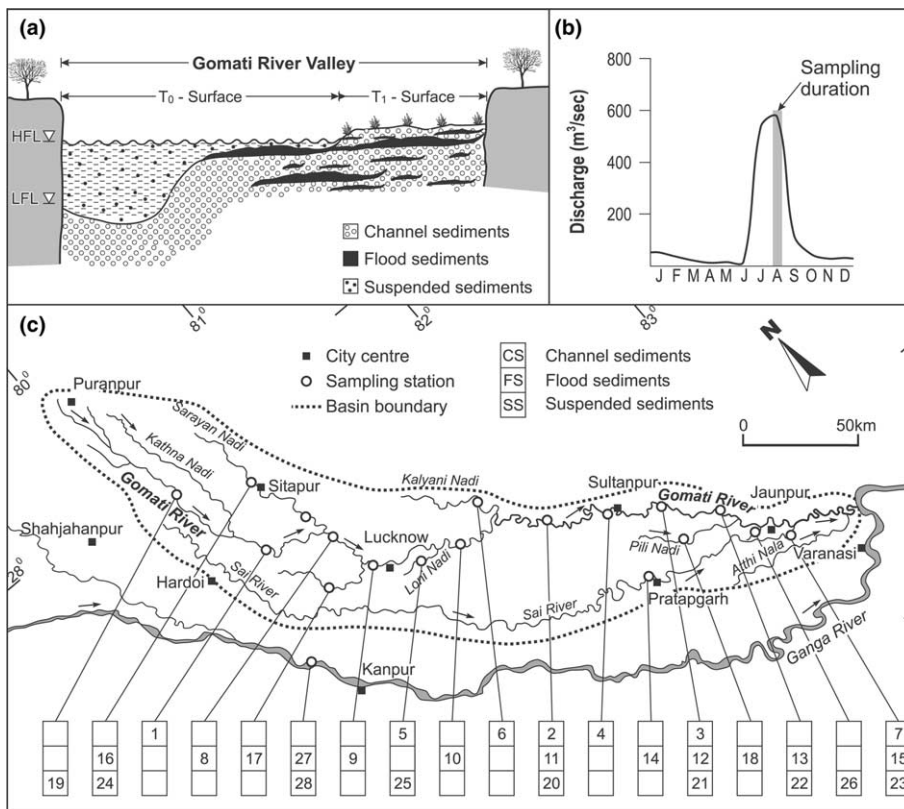 (a)
Gomati River Valley
T0 - Surface
T1 - Surface
HFL
LFL
Channel sediments
Flood sediments
Suspended sediments
(b)
Discharge (m³/sec)
800
600
400
200
Sampling
duration
J F M A M J J A S O N D
(c)
81
82
83
80⁰
28⁰
N
City centre
Sampling station
Basin boundary
CS Channel sediments
FS Flood sediments
SS Suspended sediments
0 50km
Puranpur
Sarayan Nadi
Kathna Nadi
Gomati River
Sitapur
Shahjahanpur
Hardoi
Sai River
Lucknow
Loni Nadi
Kalyani Nadi
Sultanpur
Gomati River
Jaunpur
Pili Nadi
Arthi Nala
Varanasi
Sai River
Pratapgarh
Ganga River
Kanpur
1 5 6 2 4 3 7
16 8 17 27 9 10 11 14 12 18 13 15
19 24 28 25 20 21 22 26 23